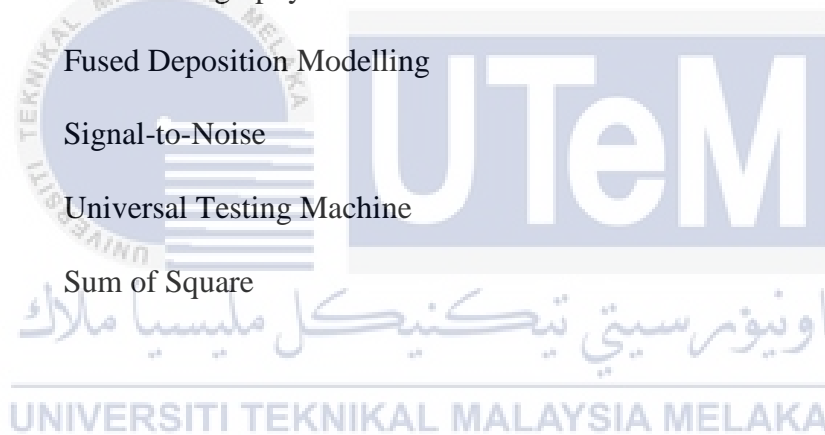 Fused Deposition Modelling
Signal-to-Noise
Universal Testing Machine
Sum of Square
UTeM
اونيۏرسيتي تيكنيكل مليسيا ملاك
UNIVERSITI TEKNIKAL MALAYSIA MELAKA